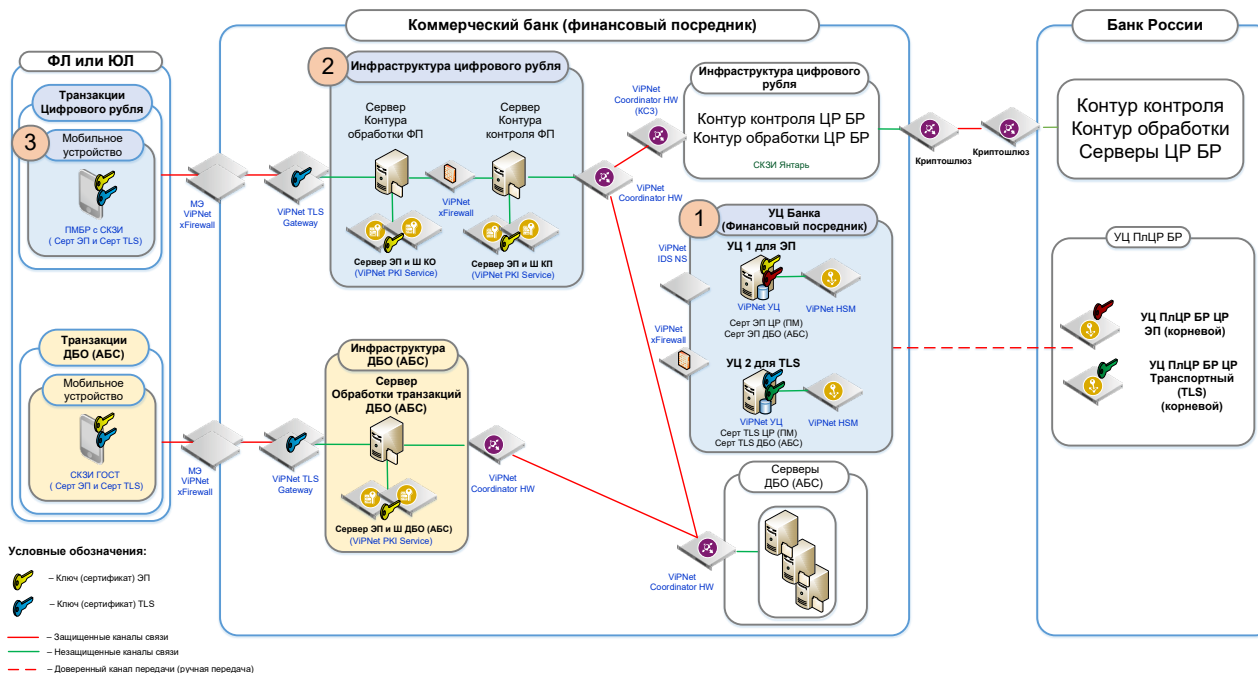 Коммерческий банк (финансовый посредник)
Банк России
ФЛ или ЮЛ
Транзакции
Цифрового рубля
3
Мобильное
устройство
ПМБР с СКЗИ
( Серт ЭП и Серт TLS)
МЭ
ViPNet
xFirewall
ViPNet TLS
Gateway
2
Инфраструктура цифрового рубля
Сервер
Контура
обработки ФП
Сервер
Контура
контроля ФП
ViPNet
xFirewall
Сервер ЭП и Ш КО
(ViPNet PKI Service)
Сервер ЭП и Ш КП
(ViPNet PKI Service)
ViPNet
Coordinator HW
(КС3)
ViPNet
Coordinator HW
Инфраструктура цифрового
рубля
Контур контроля ЦР БР
Контур обработки ЦР БР
СКЗИ Янтарь
Криптошлюз
Криптошлюз
Контур контроля
Контур обработки
Серверы ЦР БР
1
УЦ Банка
(Финансовый посредник)
ViPNet
IDS NS
ViPNet
xFirewall
УЦ 1 для ЭП
ViPNet УЦ
ViPNet HSM
Серт ЭП ЦР (ПМ)
Серт ЭП ДБО (АБС)
УЦ 2 для TLS
ViPNet УЦ
ViPNet HSM
Серт TLS ЦР (ПМ)
Серт TLS ДБО (АБС)
УЦ ПлЦР БР
УЦ ПлЦР БР ЦР
ЭП (корневой)
УЦ ПлЦР БР ЦР
Транспортный
(TLS)
(корневой)
Транзакции
ДБО (АБС)
Мобильное
устройство
СКЗИ ГОСТ
( Серт ЭП и Серт TLS)
МЭ
ViPNet
xFirewall
ViPNet TLS
Gateway
Инфраструктура
ДБО (АБС)
Сервер
Обработки транзакций
ДБО (АБС)
Сервер ЭП и Ш ДБО (АБС)
(ViPNet PKI Service)
ViPNet
Coordinator HW
ViPNet
Coordinator HW
Серверы
ДБО (АБС)
Условные обозначения:
– Ключ (сертификат) ЭП
– Ключ (сертификат) TLS
– Защищенные каналы связи
– Незащищенные каналы связи
– Доверенный канал передачи (ручная передача)